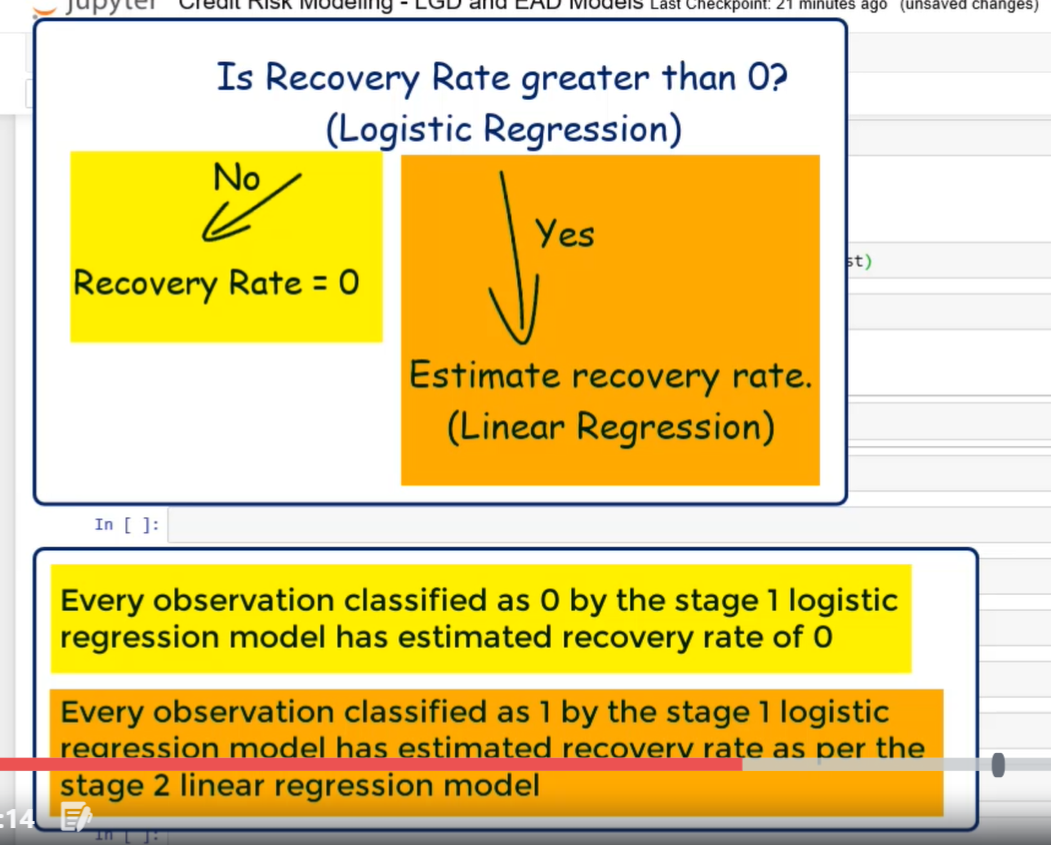 jupyter Credit Risk Modeling - LGD and EAD Models Last Checkpoint: 21 minutes ago (unsaved changes)
Is Recovery Rate greater than 0?
(Logistic Regression)
No
Yes
st)
Recovery Rate = 0
Estimate recovery rate.
(Linear Regression)
In [ ]:
Every observation classified as 0 by the stage 1 logistic
regression model has estimated recovery rate of 0
Every observation classified as 1 by the stage 1 logistic
regression model has estimated recovery rate as per the
stage 2 linear regression model
:14
In [ ]: